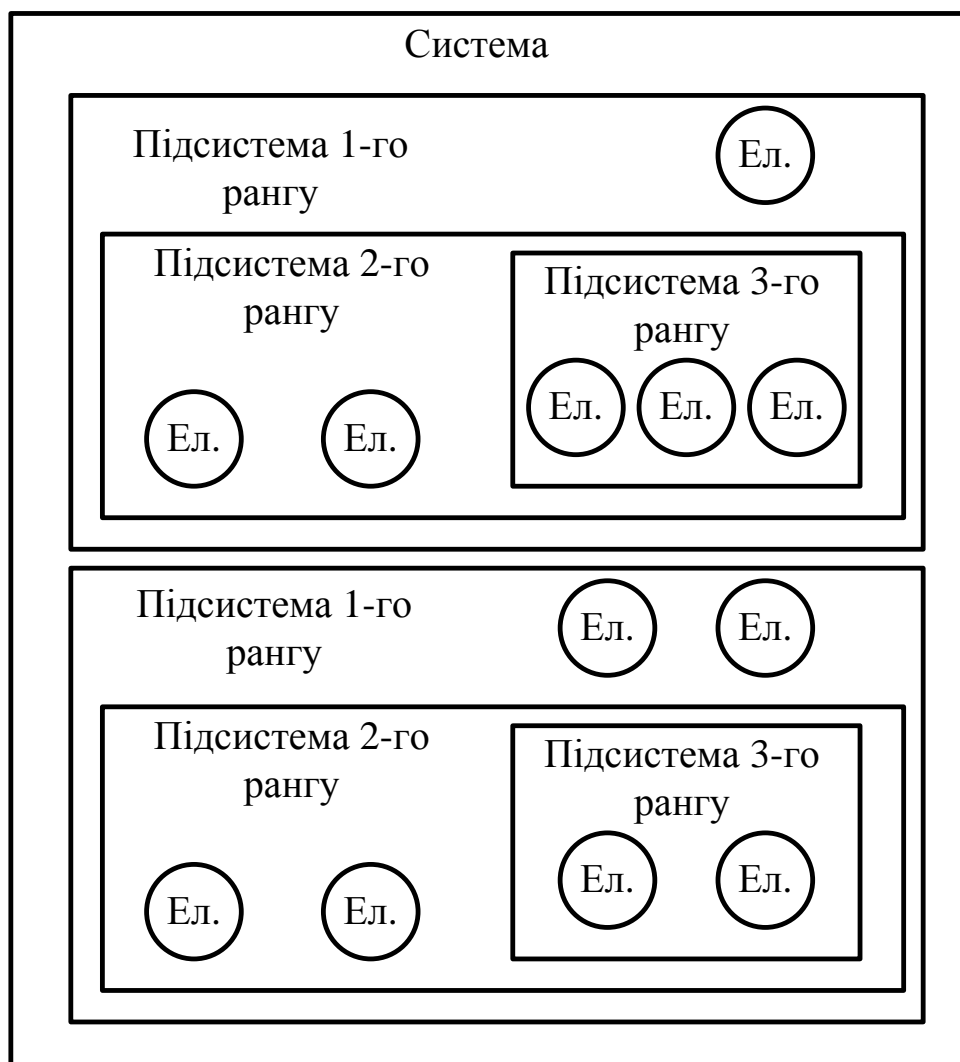 Система
Підсистема 1-го
рангу
Ел.
Підсистема 2-го
рангу
Підсистема 3-го
рангу
Ел. Ел. Ел.
Ел. Ел.
Підсистема 1-го
рангу
Ел. Ел.
Підсистема 2-го
рангу
Підсистема 3-го
рангу
Ел. Ел.
Ел. Ел.